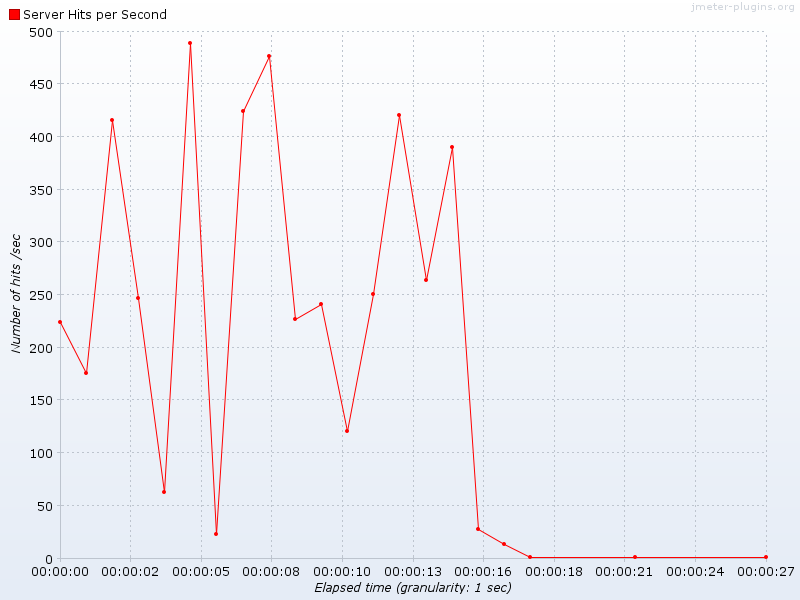 jmeter-plugins.org
Server Hits per Second
500
450
400
350
300
250
200
150
100
50
0
Number of hits /sec
00:00:00 00:00:02 00:00:05 00:00:08 00:00:10 00:00:13 00:00:16 00:00:18 00:00:21 00:00:24 00:00:27
Elapsed time (granularity: 1 sec)